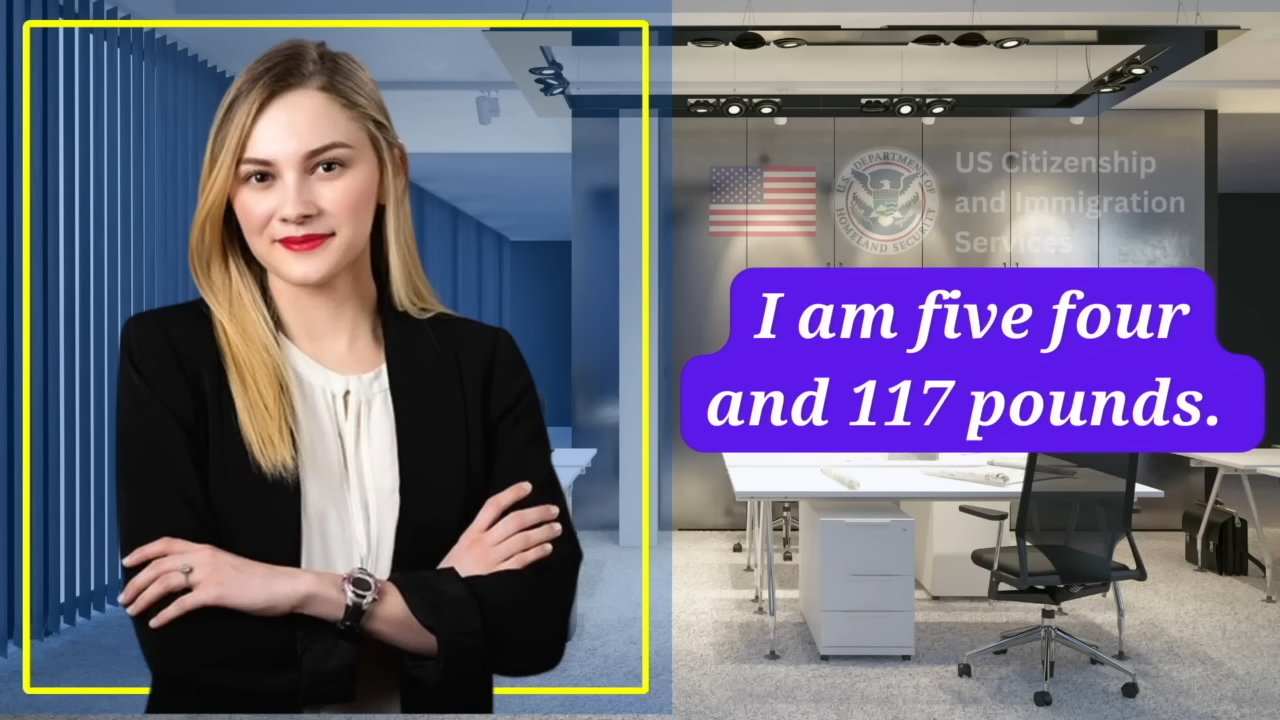 US Citizenship
and Immigration
Services
U.S. DEPARTMENT OF
HOMELAND SECURITY
I am five four
and 117 pounds.